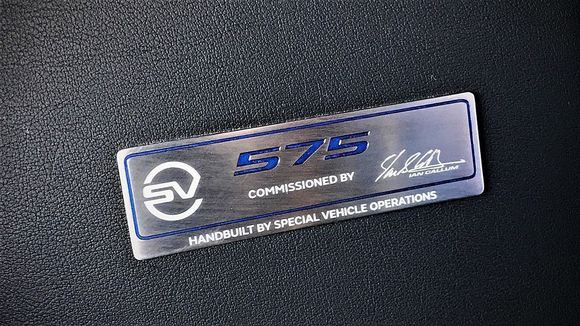 575
SV
COMMISSIONED BY
IAN CALLUM
HANDBUILT BY SPECIAL VEHICLE OPERATIONS